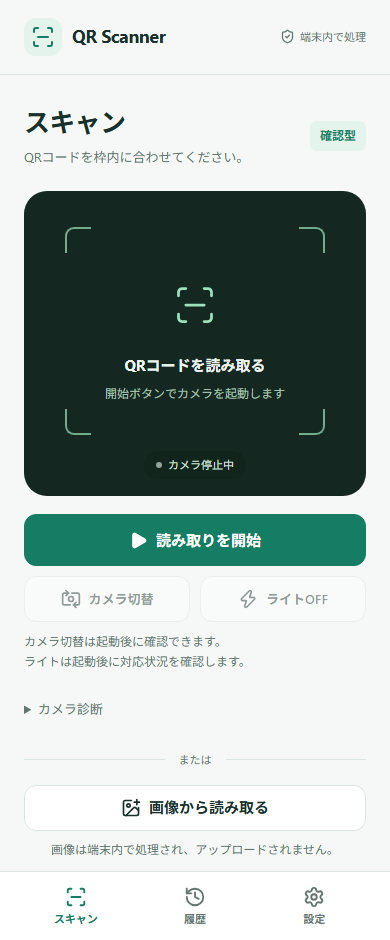 QR Scanner
端末内で処理
スキャン
QRコードを枠内に合わせてください。
確認型
QRコードを読み取る
開始ボタンでカメラを起動します
カメラ停止中
読み取りを開始
カメラ切替
ライトOFF
カメラ切替は起動後に確認できます。
ライトは起動後に対応状況を確認します。
カメラ診断
または
画像から読み取る
画像は端末内で処理され、アップロードされません。
スキャン
履歴
設定